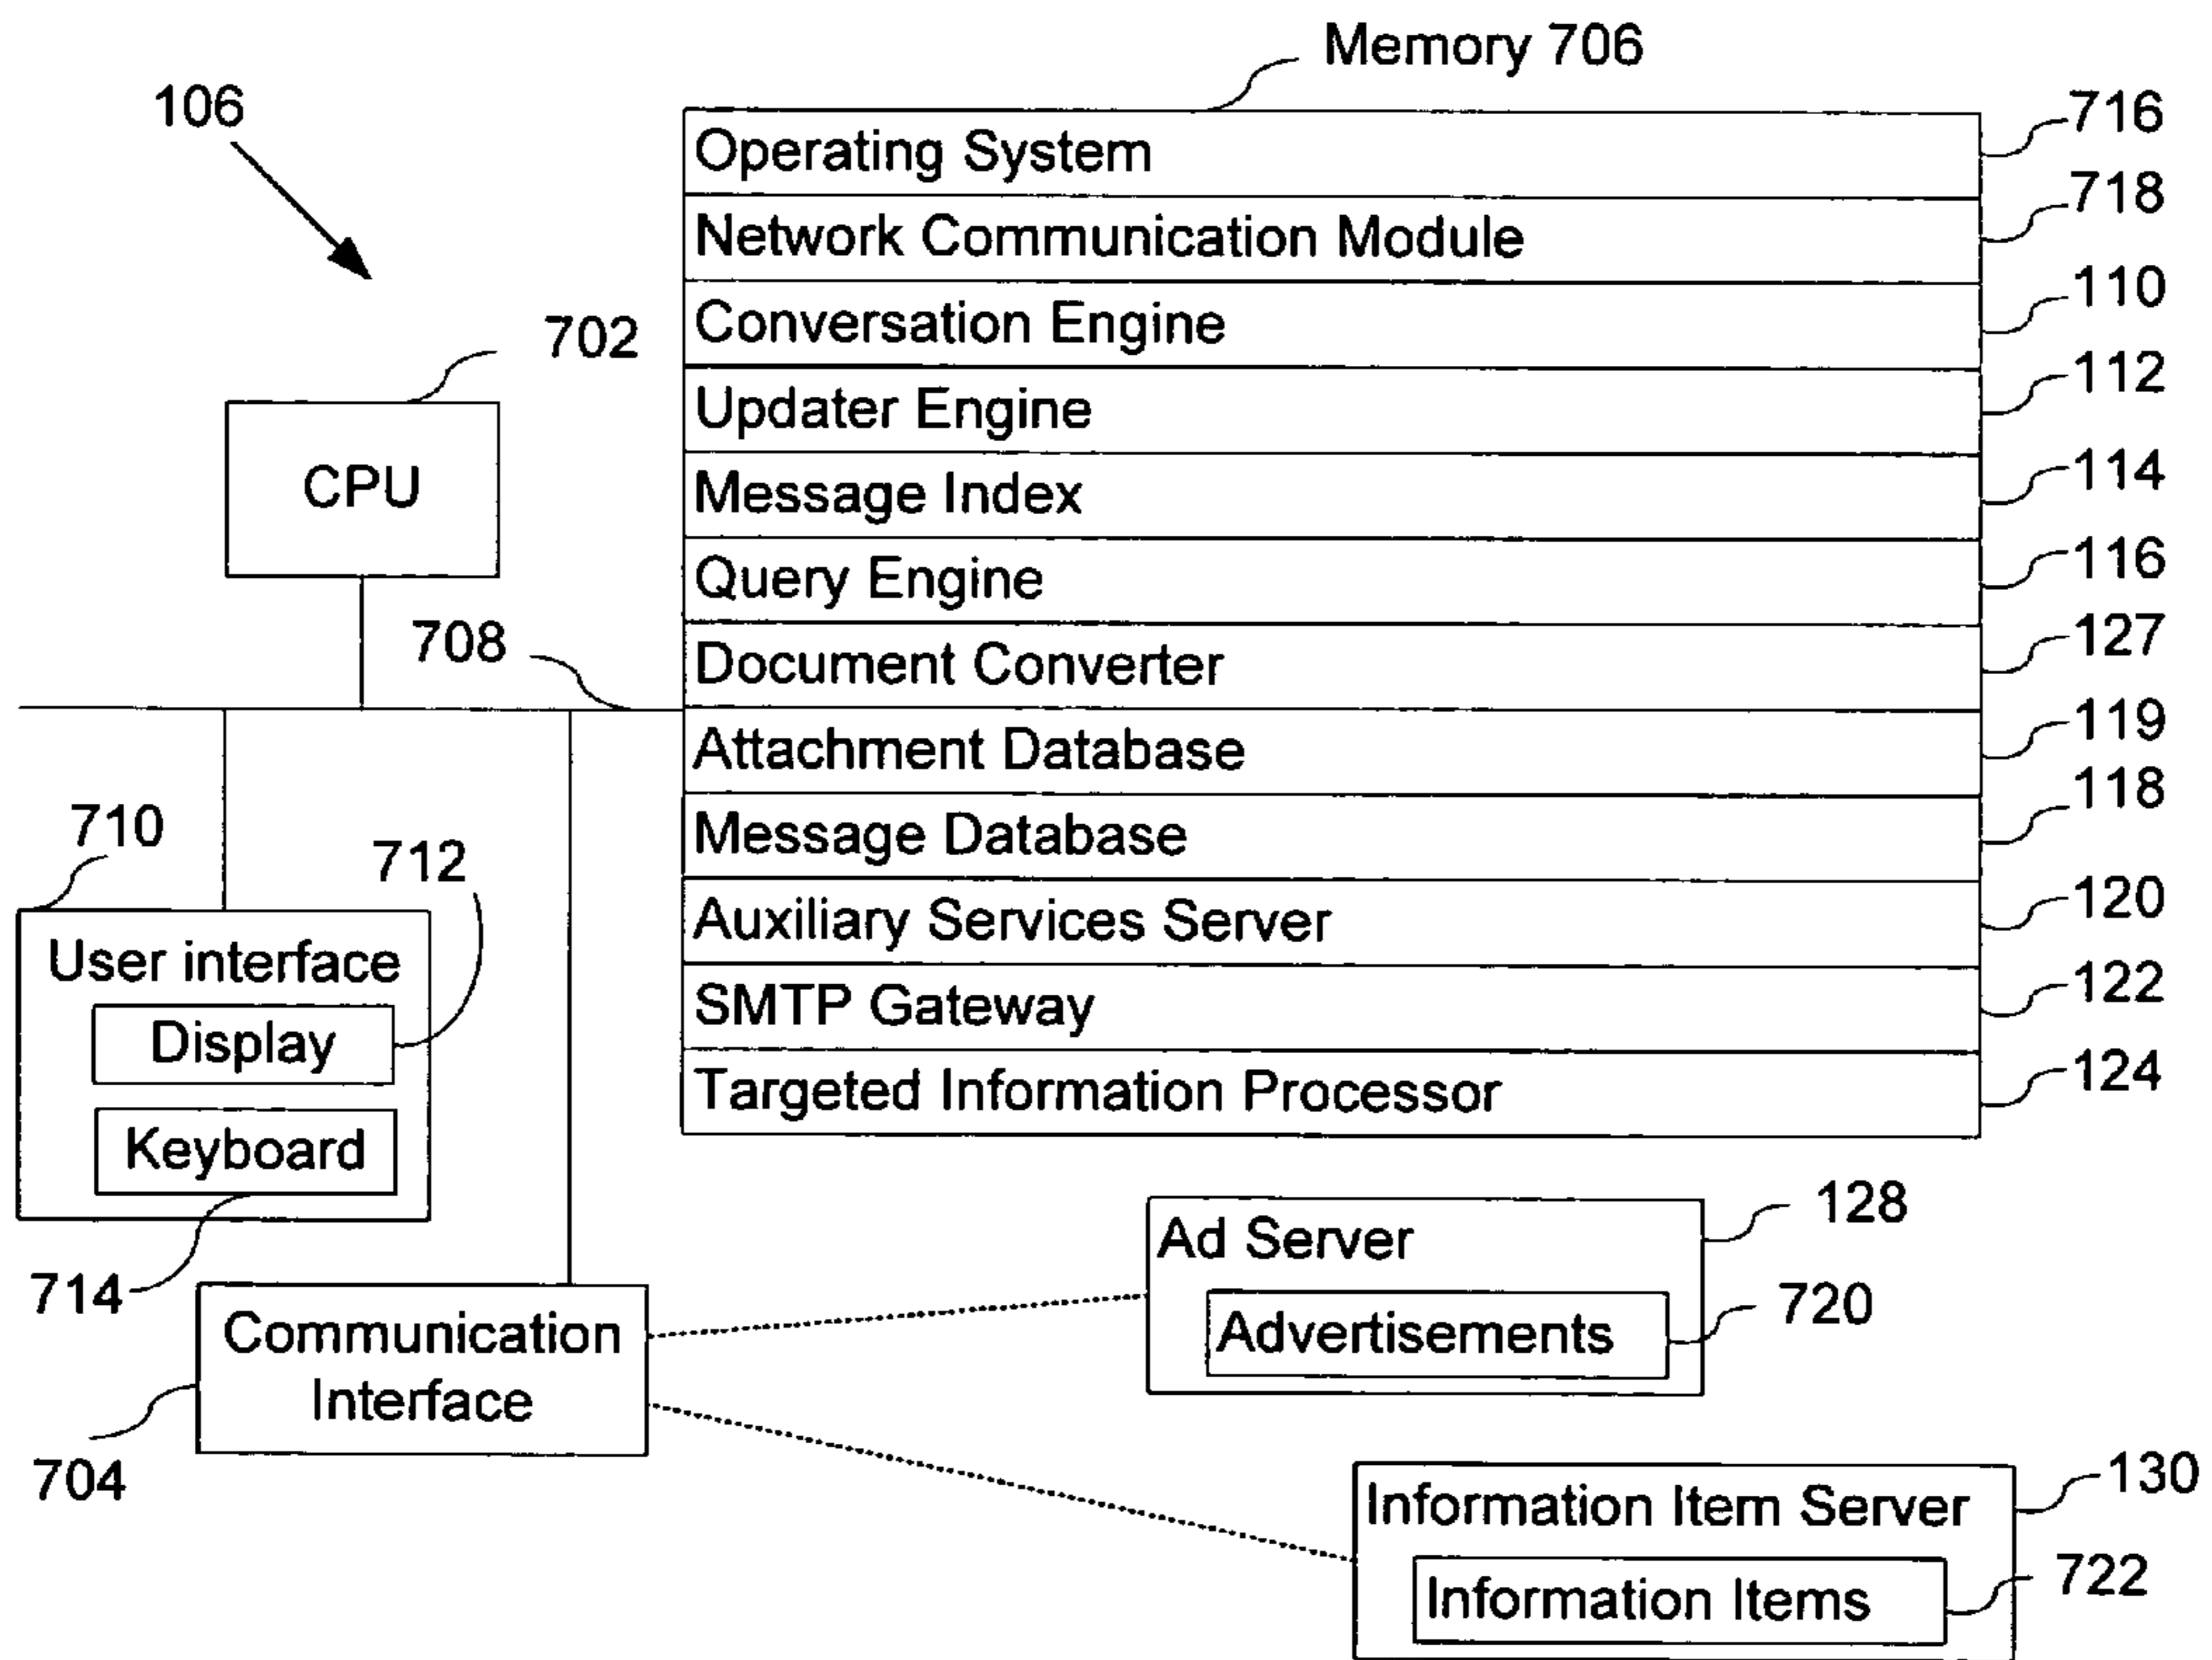 Memory 706
106
Operating System 716
Network Communication Module 718
Conversation Engine 110
702
Updater Engine 112
CPU
Message Index 114
Query Engine 116
708
Document Converter 127
Attachment Database 119
Message Database 118
710
712
Auxiliary Services Server 120
User interface
SMTP Gateway 122
Display
Targeted Information Processor 124
Keyboard
714
Ad Server 128
Advertisements 720
Communication
Interface
704
Information Item Server 130
Information Items 722